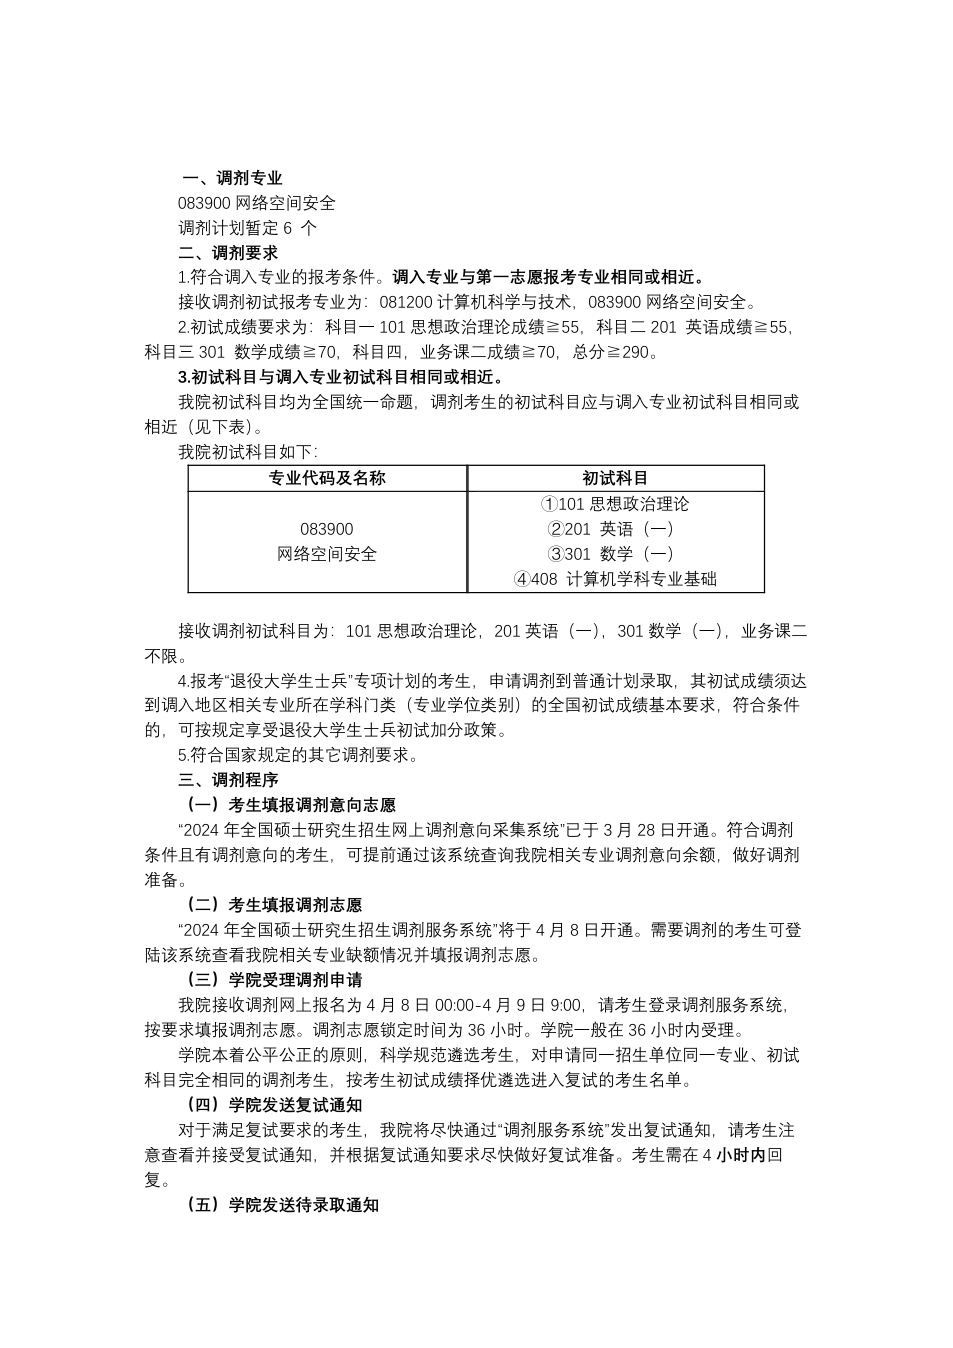 一、调剂专业
083900 网络空间安全
调剂计划暂定 6 个
二、调剂要求
1.符合调入专业的报考条件。调入专业与第一志愿报考专业相同或相近。
接收调剂初试报考专业为：081200 计算机科学与技术，083900 网络空间安全。
2.初试成绩要求为：科目一 101 思想政治理论成绩≧55，科目二 201 英语成绩≧55，
科目三 301 数学成绩≧70，科目四，业务课二成绩≧70，总分≧290。
3.初试科目与调入专业初试科目相同或相近。
我院初试科目均为全国统一命题，调剂考生的初试科目应与调入专业初试科目相同或
相近（见下表）。
我院初试科目如下：
专业代码及名称 初试科目
083900
网络空间安全
①101 思想政治理论
②201 英语（一）
③301 数学（一）
④408 计算机学科专业基础
接收调剂初试科目为：101 思想政治理论，201 英语（一），301 数学（一），业务课二
不限。
4.报考“退役大学生士兵”专项计划的考生，申请调剂到普通计划录取，其初试成绩须达
到调入地区相关专业所在学科门类（专业学位类别）的全国初试成绩基本要求，符合条件
的，可按规定享受退役大学生士兵初试加分政策。
5.符合国家规定的其它调剂要求。
三、调剂程序
（一）考生填报调剂意向志愿
“2024 年全国硕士研究生招生网上调剂意向采集系统”已于 3 月 28 日开通。符合调剂
条件且有调剂意向的考生，可提前通过该系统查询我院相关专业调剂意向余额，做好调剂
准备。
（二）考生填报调剂志愿
“2024 年全国硕士研究生招生调剂服务系统”将于 4 月 8 日开通。需要调剂的考生可登
陆该系统查看我院相关专业缺额情况并填报调剂志愿。
（三）学院受理调剂申请
我院接收调剂网上报名为 4 月 8 日 00:00-4 月 9 日 9:00，请考生登录调剂服务系统，
按要求填报调剂志愿。调剂志愿锁定时间为 36 小时。学院一般在 36 小时内受理。
学院本着公平公正的原则，科学规范遴选考生，对申请同一招生单位同一专业、初试
科目完全相同的调剂考生，按考生初试成绩择优遴选进入复试的考生名单。
（四）学院发送复试通知
对于满足复试要求的考生，我院将尽快通过“调剂服务系统”发出复试通知，请考生注
意查看并接受复试通知，并根据复试通知要求尽快做好复试准备。考生需在 4 小时内回
复。
（五）学院发送待录取通知